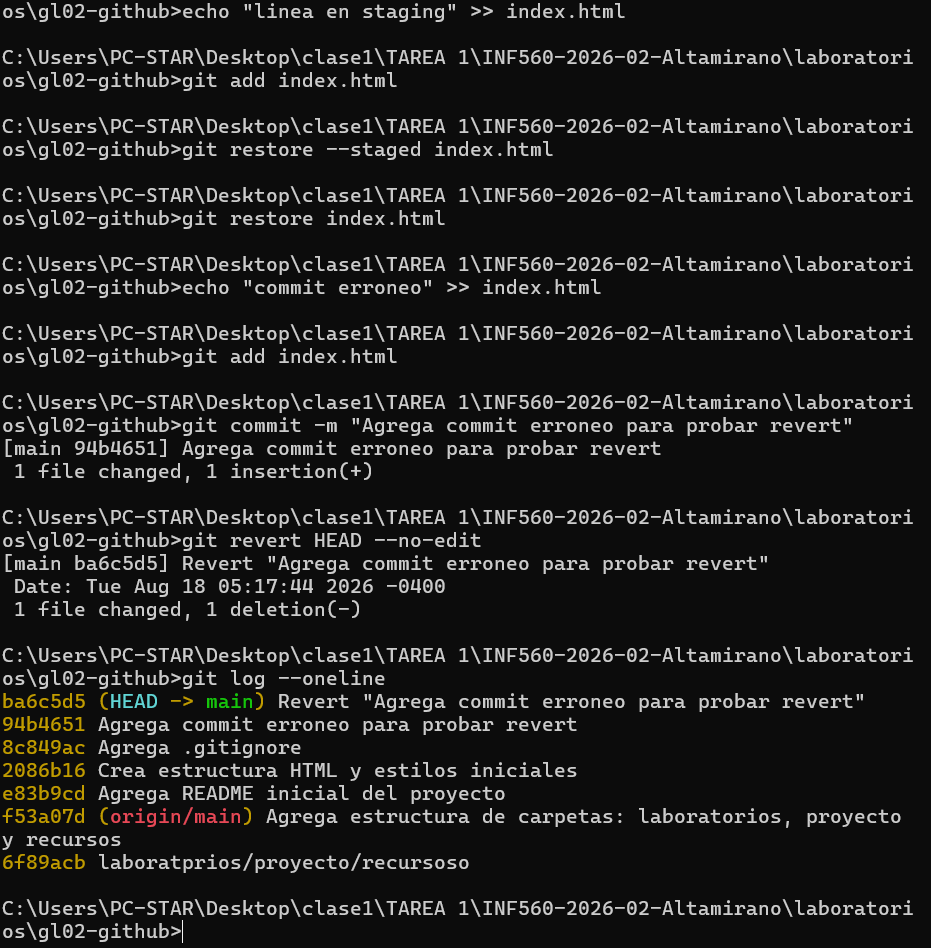 os\gl02-github>echo "linea en staging" >> index.html
C:\Users\PC-STAR\Desktop\clase1\TAREA 1\INF560-2026-02-Altamirano\laboratori
os\gl02-github>git add index.html
C:\Users\PC-STAR\Desktop\clase1\TAREA 1\INF560-2026-02-Altamirano\laboratori
os\gl02-github>git restore --staged index.html
C:\Users\PC-STAR\Desktop\clase1\TAREA 1\INF560-2026-02-Altamirano\laboratori
os\gl02-github>git restore index.html
C:\Users\PC-STAR\Desktop\clase1\TAREA 1\INF560-2026-02-Altamirano\laboratori
os\gl02-github>echo "commit erroneo" >> index.html
C:\Users\PC-STAR\Desktop\clase1\TAREA 1\INF560-2026-02-Altamirano\laboratori
os\gl02-github>git add index.html
C:\Users\PC-STAR\Desktop\clase1\TAREA 1\INF560-2026-02-Altamirano\laboratori
os\gl02-github>git commit -m "Agrega commit erroneo para probar revert"
[main 94b4651] Agrega commit erroneo para probar revert
 1 file changed, 1 insertion(+)
C:\Users\PC-STAR\Desktop\clase1\TAREA 1\INF560-2026-02-Altamirano\laboratori
os\gl02-github>git revert HEAD --no-edit
[main ba6c5d5] Revert "Agrega commit erroneo para probar revert"
 Date: Tue Aug 18 05:17:44 2026 -0400
 1 file changed, 1 deletion(-)
C:\Users\PC-STAR\Desktop\clase1\TAREA 1\INF560-2026-02-Altamirano\laboratori
os\gl02-github>git log --oneline
ba6c5d5 (HEAD -> main) Revert "Agrega commit erroneo para probar revert"
94b4651 Agrega commit erroneo para probar revert
8c849ac Agrega .gitignore
2086b16 Crea estructura HTML y estilos iniciales
e83b9cd Agrega README inicial del proyecto
f53a07d (origin/main) Agrega estructura de carpetas: laboratorios, proyecto
y recursos
6f89acb laboratprios/proyecto/recursoso
C:\Users\PC-STAR\Desktop\clase1\TAREA 1\INF560-2026-02-Altamirano\laboratori
os\gl02-github>